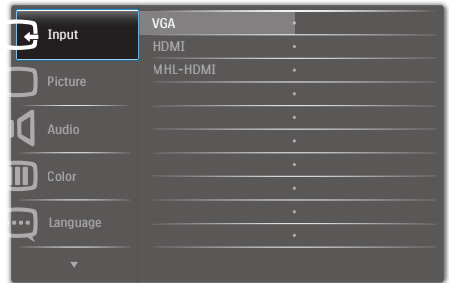 Input
Picture
Audio
Color
Language
VGA
HDMI
MHL-HDMI